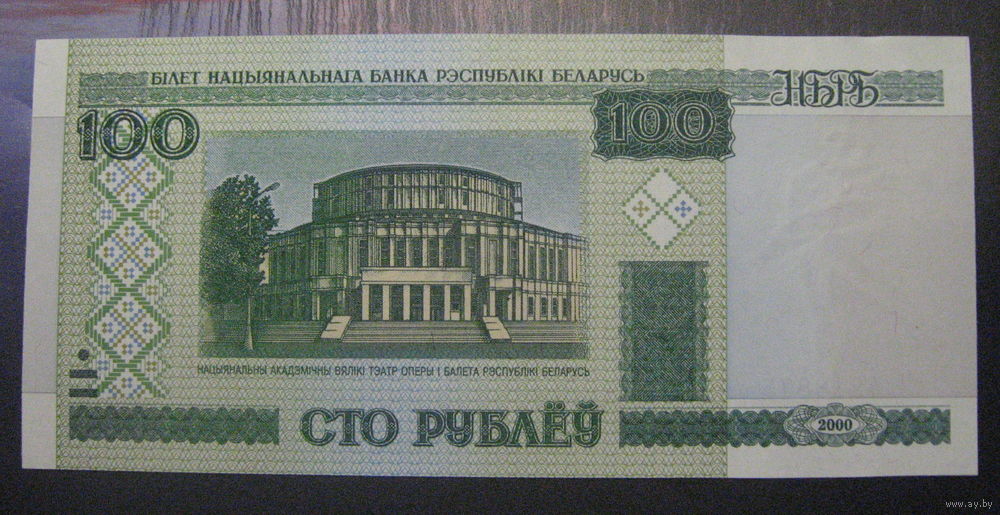 БІЛЕТ НАЦЫЯНАЛЬНАГА БАНКА РЭСПУБЛІКІ БЕЛАРУСЬ
НБРБ
100
100
НАЦЫЯНАЛЬНЫ АКАДЭМІЧНЫ ВЯЛІКІ ТЭАТР ОПЕРЫ І БАЛЕТА РЭСПУБЛІКІ БЕЛАРУСЬ
СТО РУБЛЁЎ
2000
www.ay.by